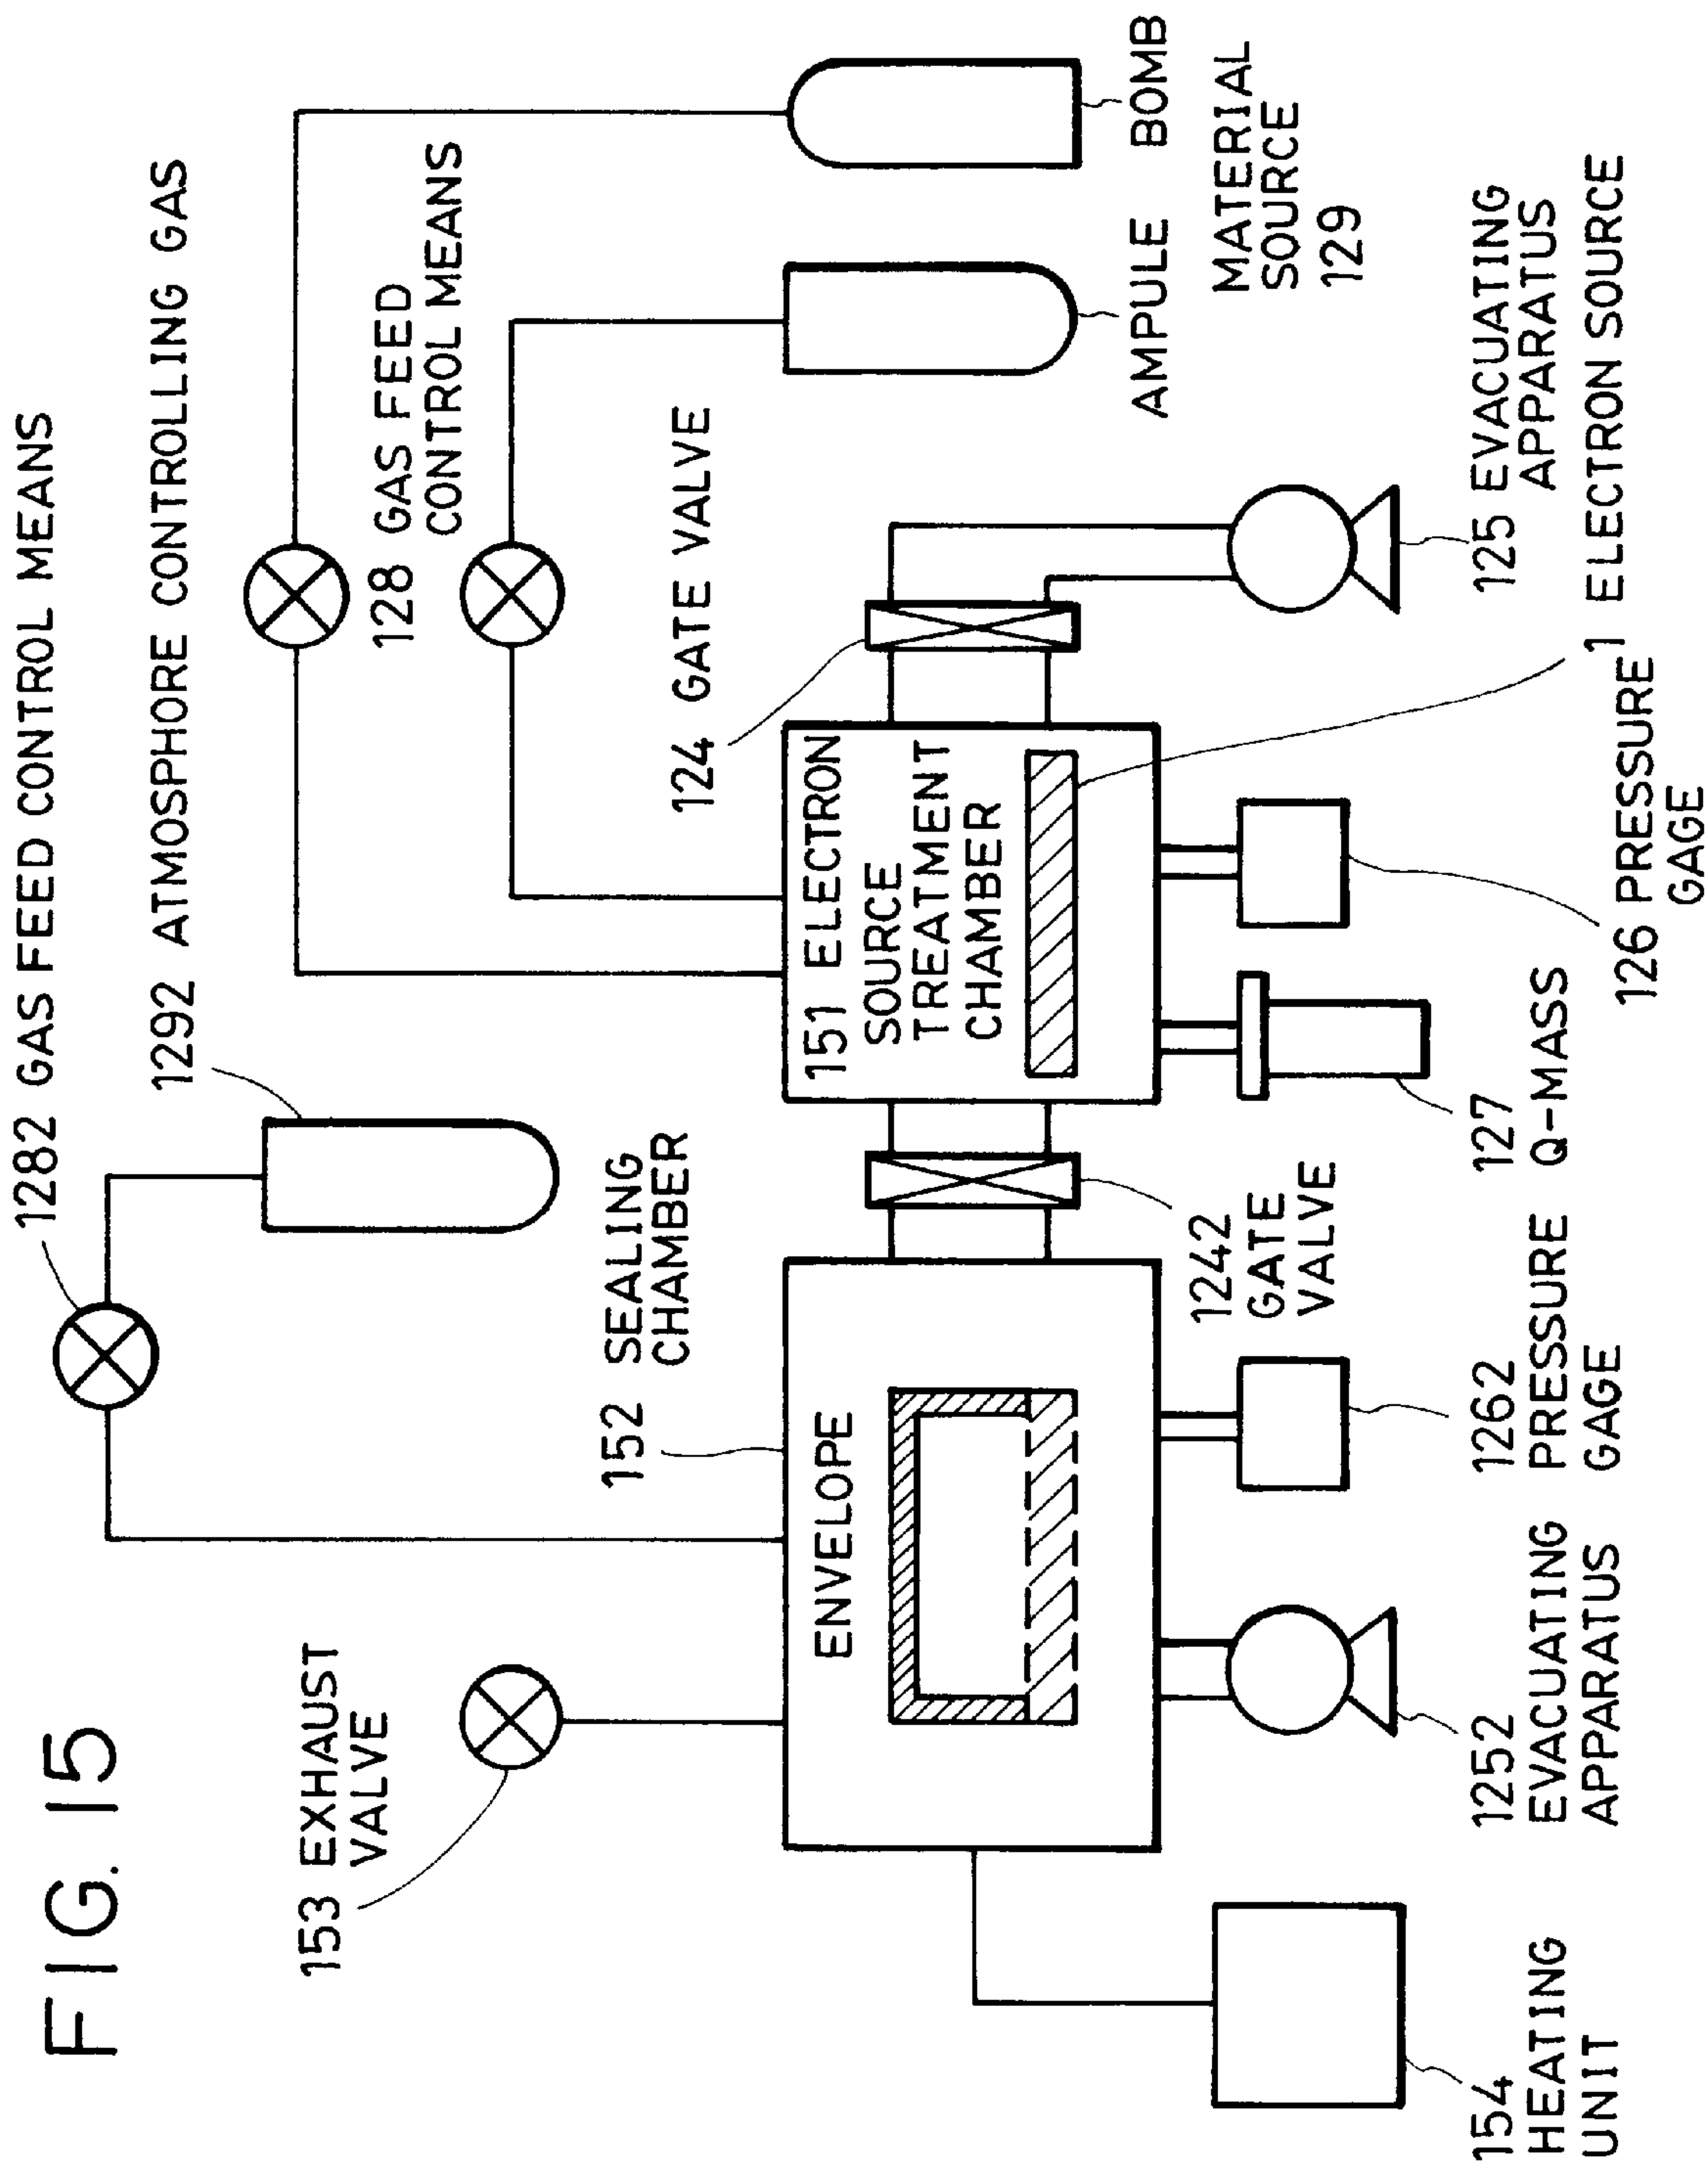 FIG. 15
1282 GAS FEED CONTROL MEANS
1292 ATMOSPHORE CONTROLLING GAS
153 EXHAUST
VALVE
128 GAS FEED
CONTROL MEANS
152 SEALING
CHAMBER
124 GATE VALVE
ENVELOPE
151 ELECTRON
SOURCE
TREATMENT
CHAMBER
AMPULE
BOMB
MATERIAL
SOURCE
129
1242
GATE
VALVE
154
HEATING
UNIT
1252
EVACUATING
APPARATUS
1262
PRESSURE
GAGE
127
Q-MASS
125 EVACUATING
APPARATUS
1 ELECTRON SOURCE
126 PRESSURE
GAGE